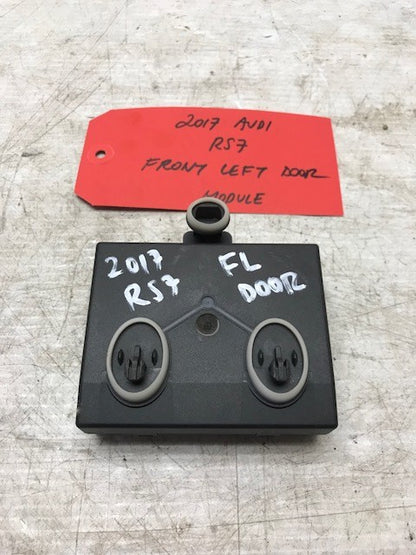 2017 AUDI
RS7
FRONT LEFT DOOR
MODULE
2017 FL
RS7 DOOR